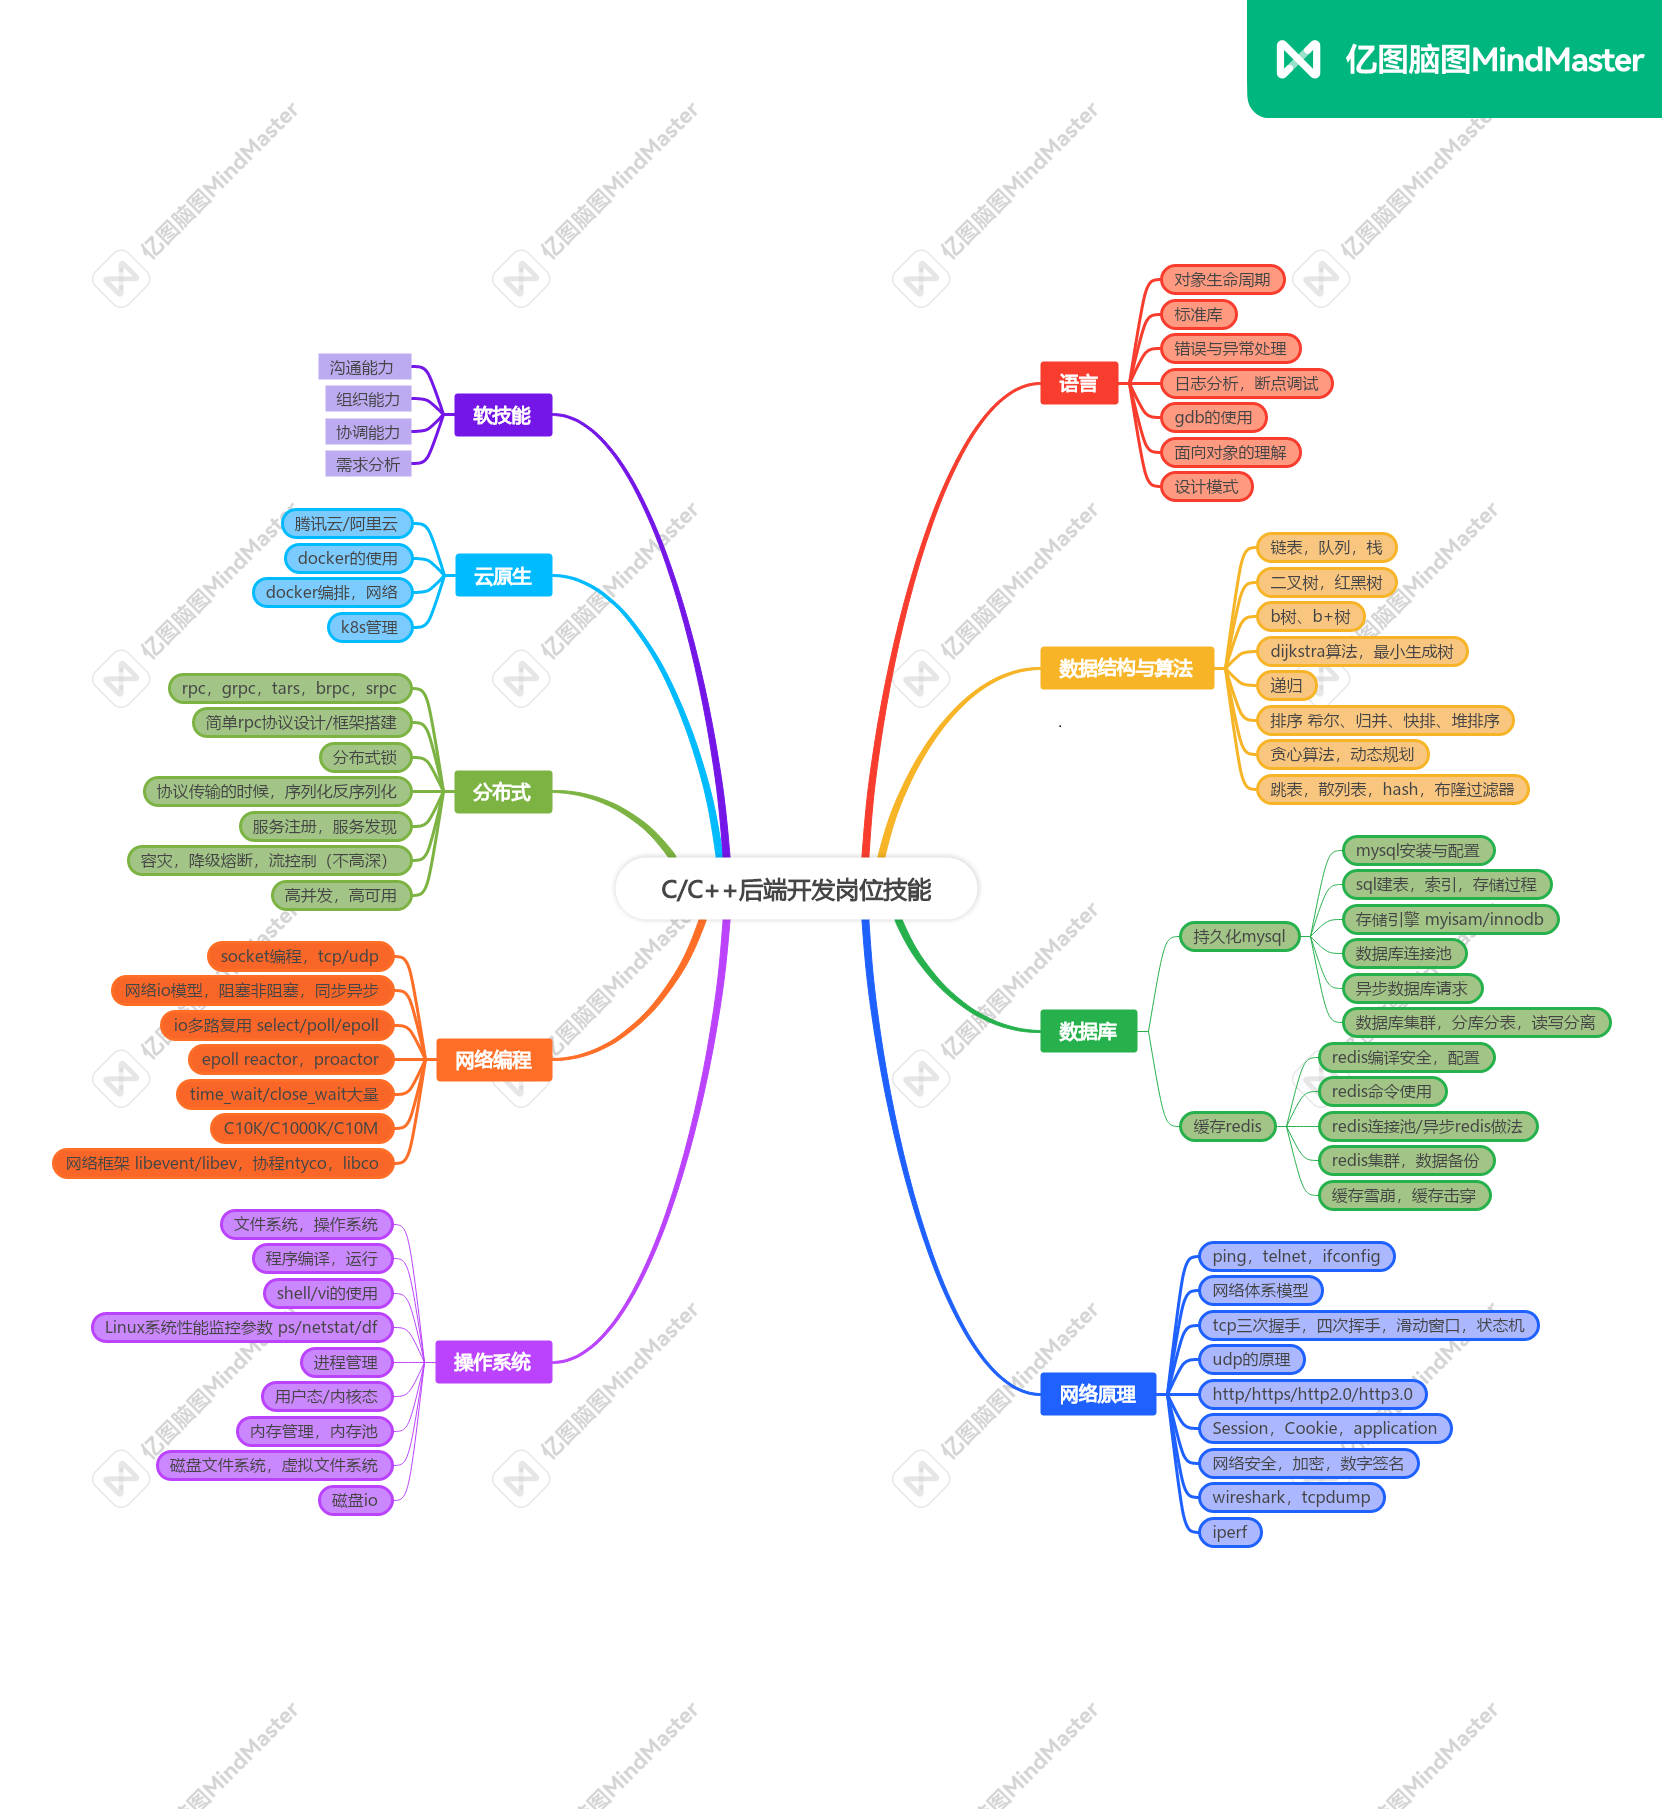 亿图脑图MindMaster
C/C++后端开发岗位技能
语言
对象生命周期
标准库
错误与异常处理
日志分析，断点调试
gdb的使用
面向对象的理解
设计模式
数据结构与算法
链表，队列，栈
二叉树，红黑树
b树、b+树
dijkstra算法，最小生成树
递归
排序 希尔、归并、快排、堆排序
贪心算法，动态规划
跳表，散列表，hash，布隆过滤器
数据库
持久化mysql
mysql安装与配置
sql建表，索引，存储过程
存储引擎 myisam/innodb
数据库连接池
异步数据库请求
数据库集群，分库分表，读写分离
缓存redis
redis编译安全，配置
redis命令使用
redis连接池/异步redis做法
redis集群，数据备份
缓存雪崩，缓存击穿
网络原理
ping，telnet，ifconfig
网络体系模型
tcp三次握手，四次挥手，滑动窗口，状态机
udp的原理
http/https/http2.0/http3.0
Session，Cookie，application
网络安全，加密，数字签名
wireshark，tcpdump
iperf
软技能
沟通能力
组织能力
协调能力
需求分析
云原生
腾讯云/阿里云
docker的使用
docker编排，网络
k8s管理
分布式
rpc，grpc，tars，brpc，srpc
简单rpc协议设计/框架搭建
分布式锁
协议传输的时候，序列化反序列化
服务注册，服务发现
容灾，降级熔断，流控制（不高深）
高并发，高可用
网络编程
socket编程，tcp/udp
网络io模型，阻塞非阻塞，同步异步
io多路复用 select/poll/epoll
epoll reactor，proactor
time_wait/close_wait大量
C10K/C1000K/C10M
网络框架 libevent/libev，协程ntyco，libco
操作系统
文件系统，操作系统
程序编译，运行
shell/vi的使用
Linux系统性能监控参数 ps/netstat/df
进程管理
用户态/内核态
内存管理，内存池
磁盘文件系统，虚拟文件系统
磁盘io